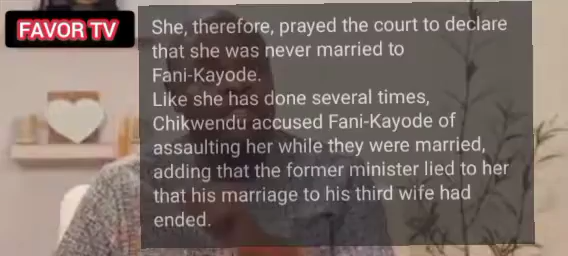 FAVOR TV
She, therefore, prayed the court to declare
that she was never married to
Fani-Kayode.
Like she has done several times,
Chikwendu accused Fani-Kayode of
assaulting her while they were married,
adding that the former minister lied to her
that his marriage to his third wife had
ended.